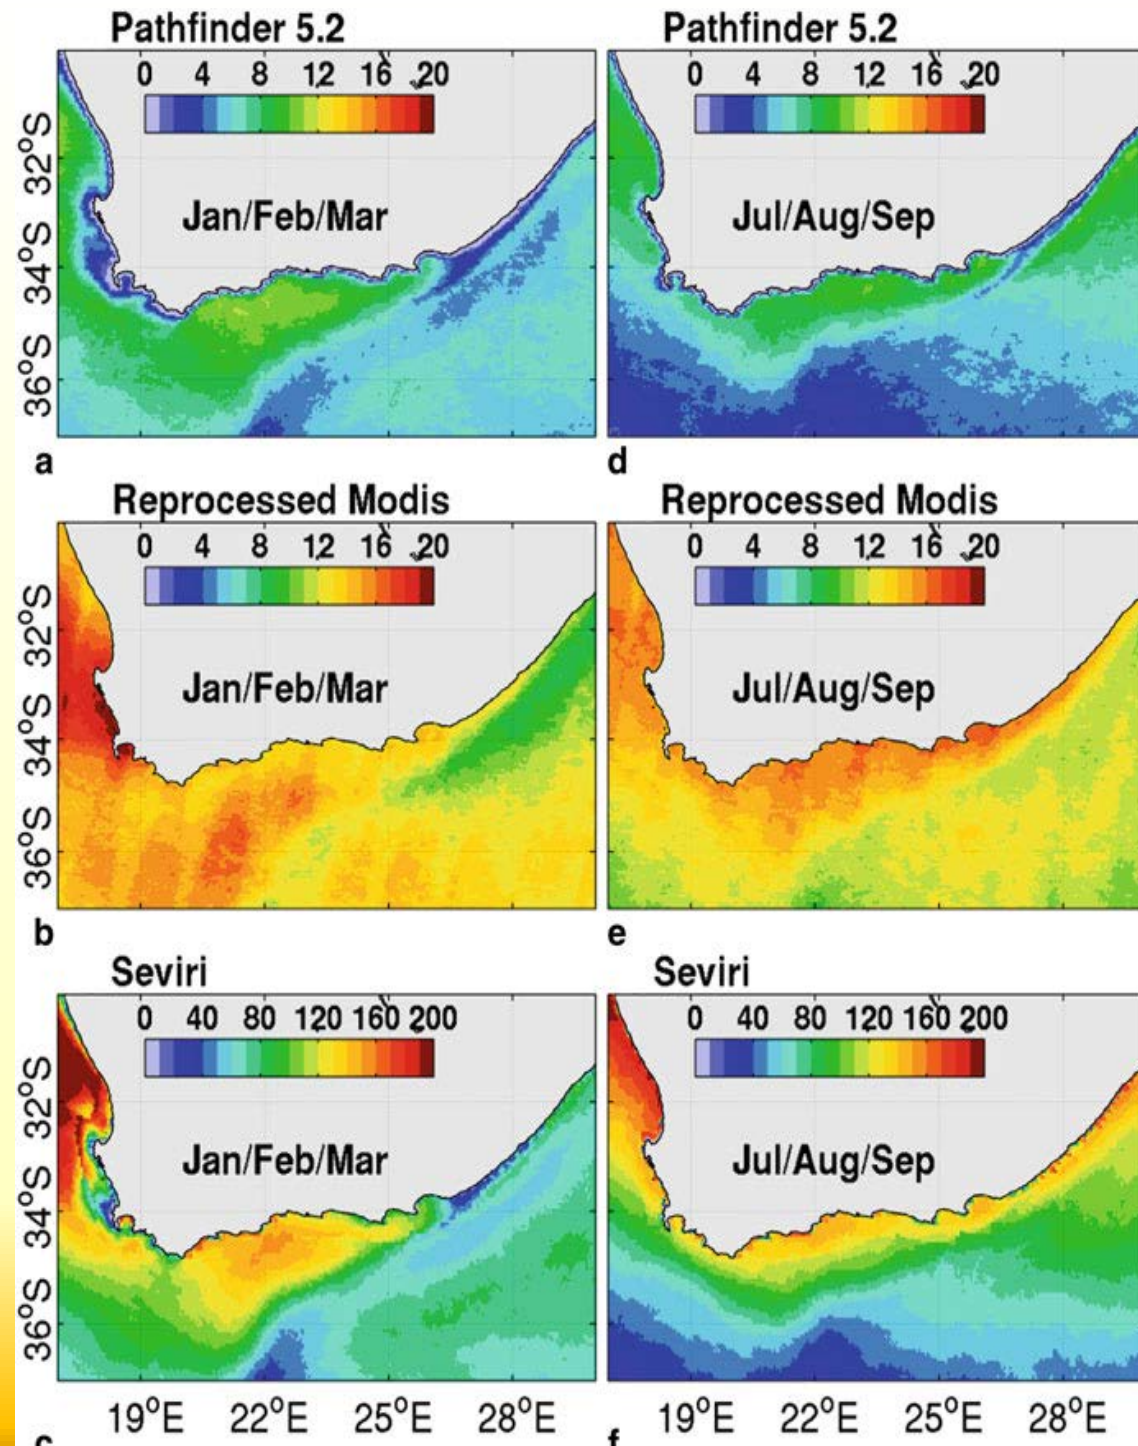 Pathfinder 5.2
0 4 8 12 16 20
32°S
Jan/Feb/Mar
34°S
36°S
a
Pathfinder 5.2
0 4 8 12 16 20
Jul/Aug/Sep
d
Reprocessed Modis
0 4 8 12 16 20
32°S
Jan/Feb/Mar
34°S
36°S
b
Reprocessed Modis
0 4 8 12 16 20
Jul/Aug/Sep
e
Seviri
0 40 80 120 160 200
32°S
Jan/Feb/Mar
34°S
36°S
19°E 22°E 25°E 28°E
c
Seviri
0 40 80 120 160 200
Jul/Aug/Sep
19°E 22°E 25°E 28°E
f